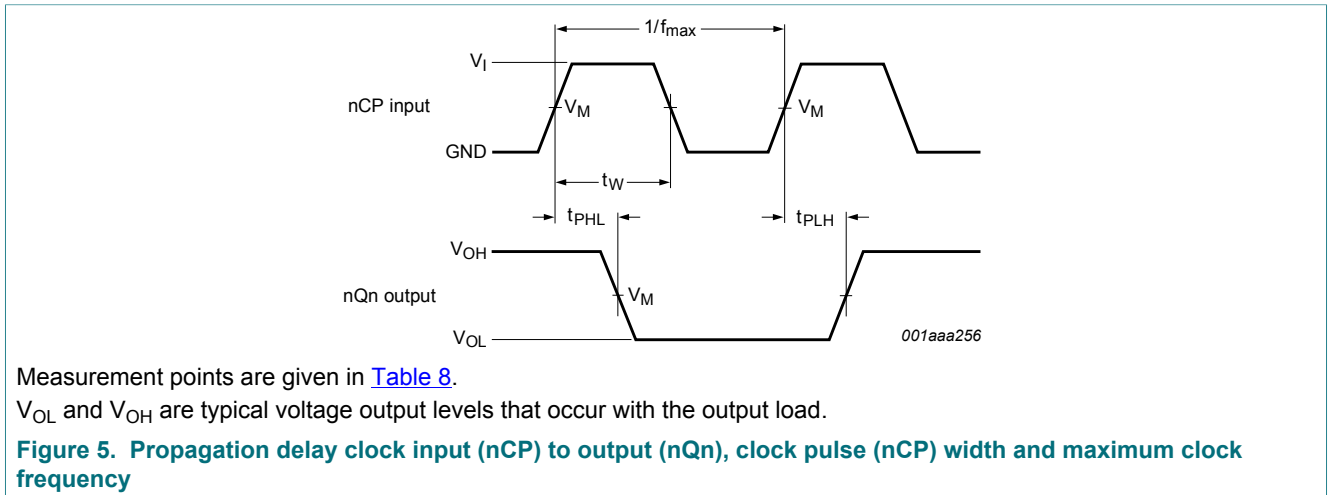 1/fmax
VI
nCP input
VM
VM
GND
tW
tPHL
tPLH
VOH
nQn output
VM
VOL
001aaa256
Measurement points are given in Table 8.
VOL and VOH are typical voltage output levels that occur with the output load.
Figure 5. Propagation delay clock input (nCP) to output (nQn), clock pulse (nCP) width and maximum clock
frequency